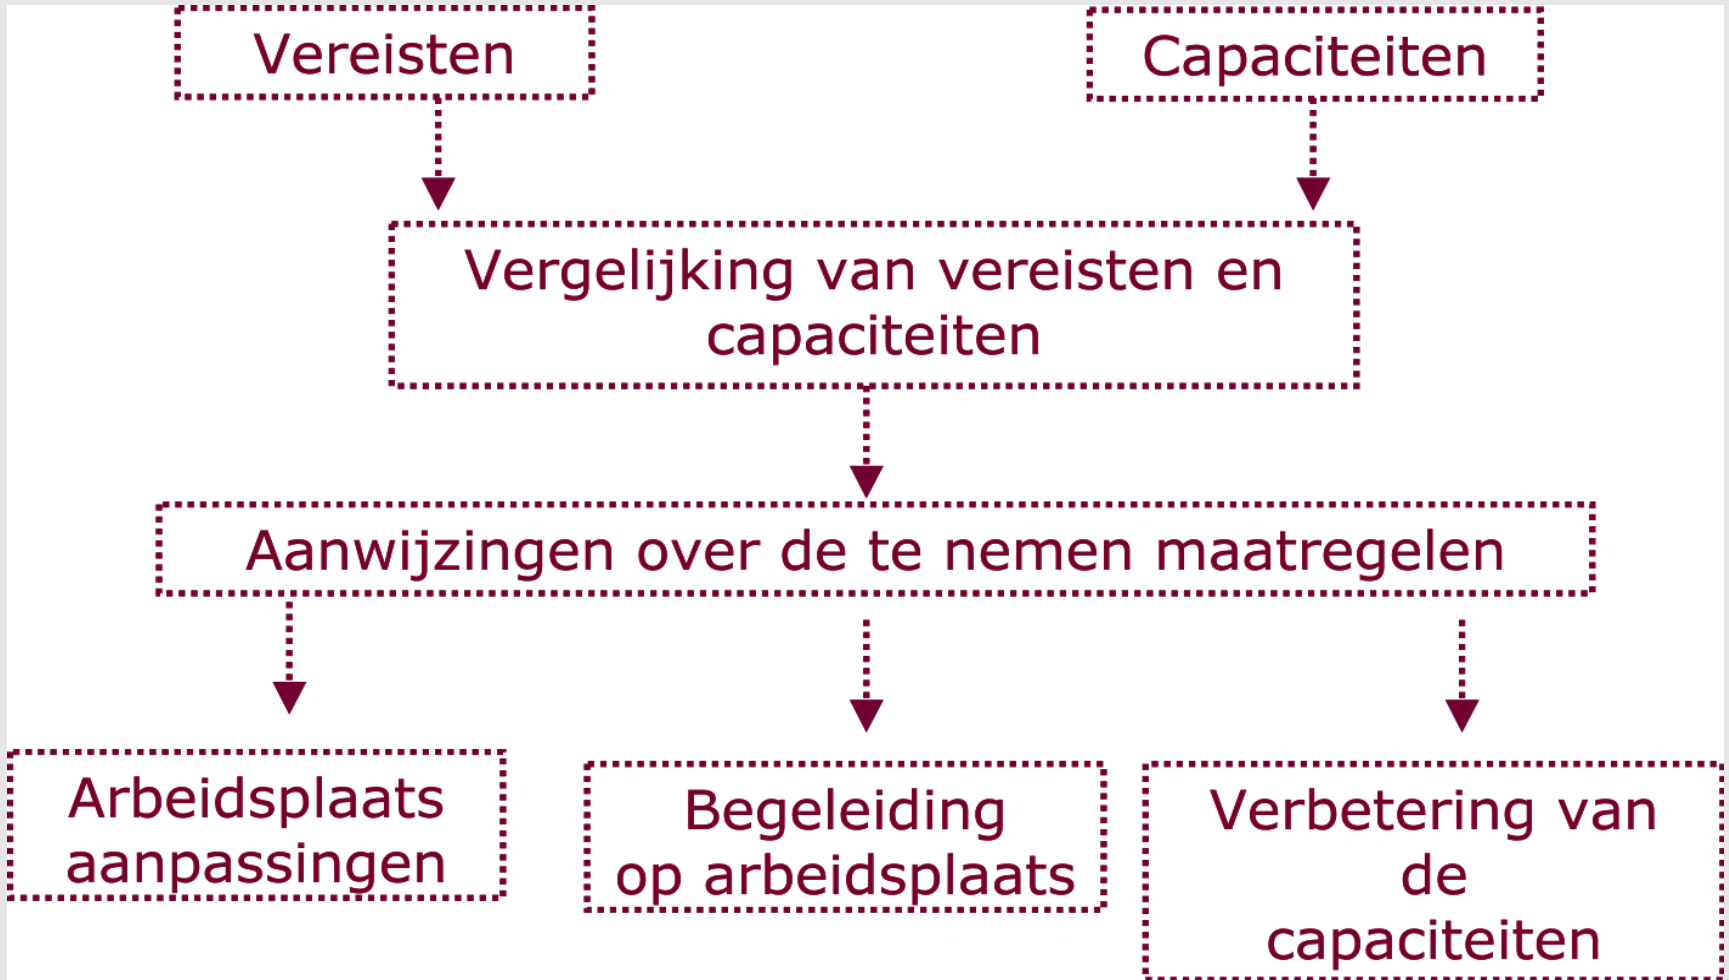 Vereisten
Capaciteiten
Vergelijking van vereisten en
capaciteiten
Aanwijzingen over de te nemen maatregelen
Arbeidsplaats
aanpassingen
Begeleiding
op arbeidsplaats
Verbetering van
de
capaciteiten